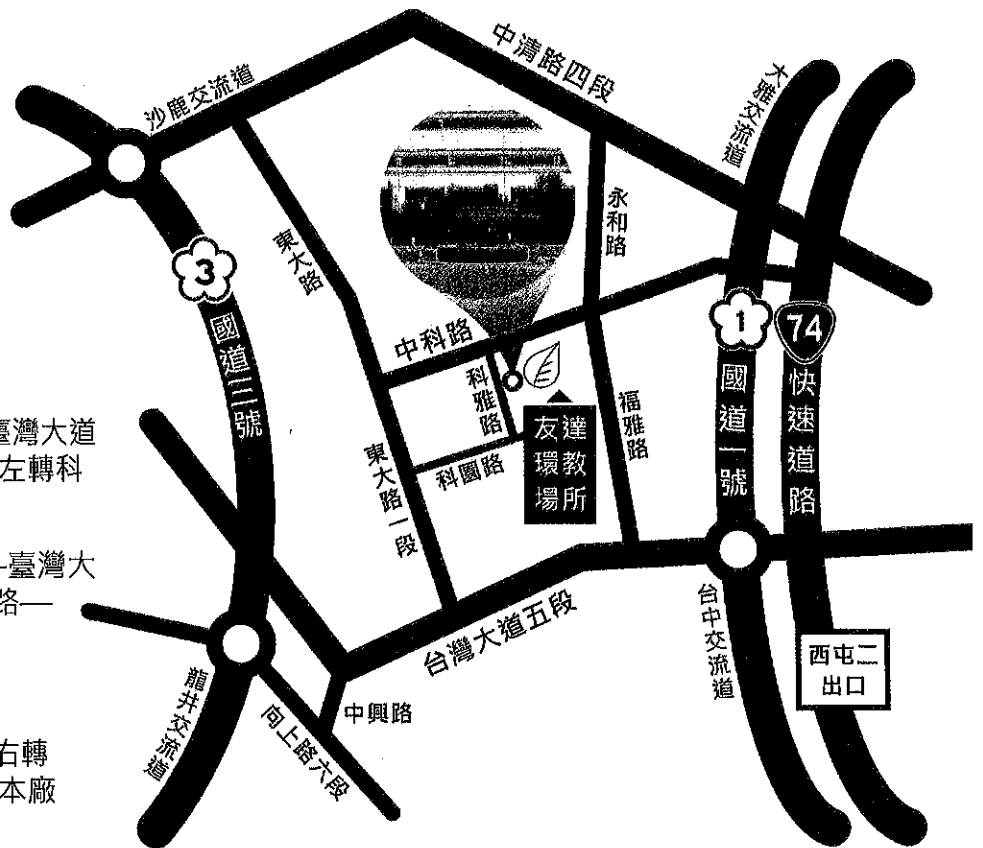 臺灣大道
左轉科
-臺灣大
路—
右轉
本廠
沙鹿交流道
中清路四段
大雅交流道
東大路
永和路
3
國道三號
中科路
科雅路
科園路
福雅路
東大路一段
友達
環教
場所
1
國道一號
74
快速道路
台灣大道五段
台中交流道
西屯二
出口
龍井交流道
中興路
向上路六段